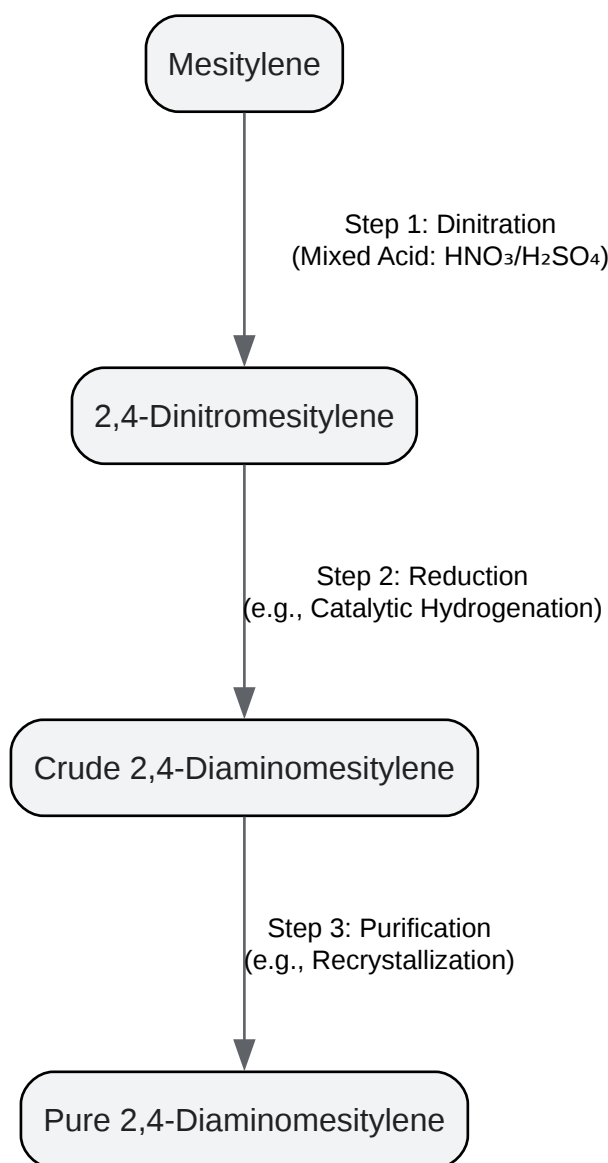 Mesitylene
Step 1: Dinitration
(Mixed Acid: HNO₃/H₂SO₄)
2,4-Dinitromesitylene
Step 2: Reduction
(e.g., Catalytic Hydrogenation)
Crude 2,4-Diaminomesitylene
Step 3: Purification
(e.g., Recrystallization)
Pure 2,4-Diaminomesitylene